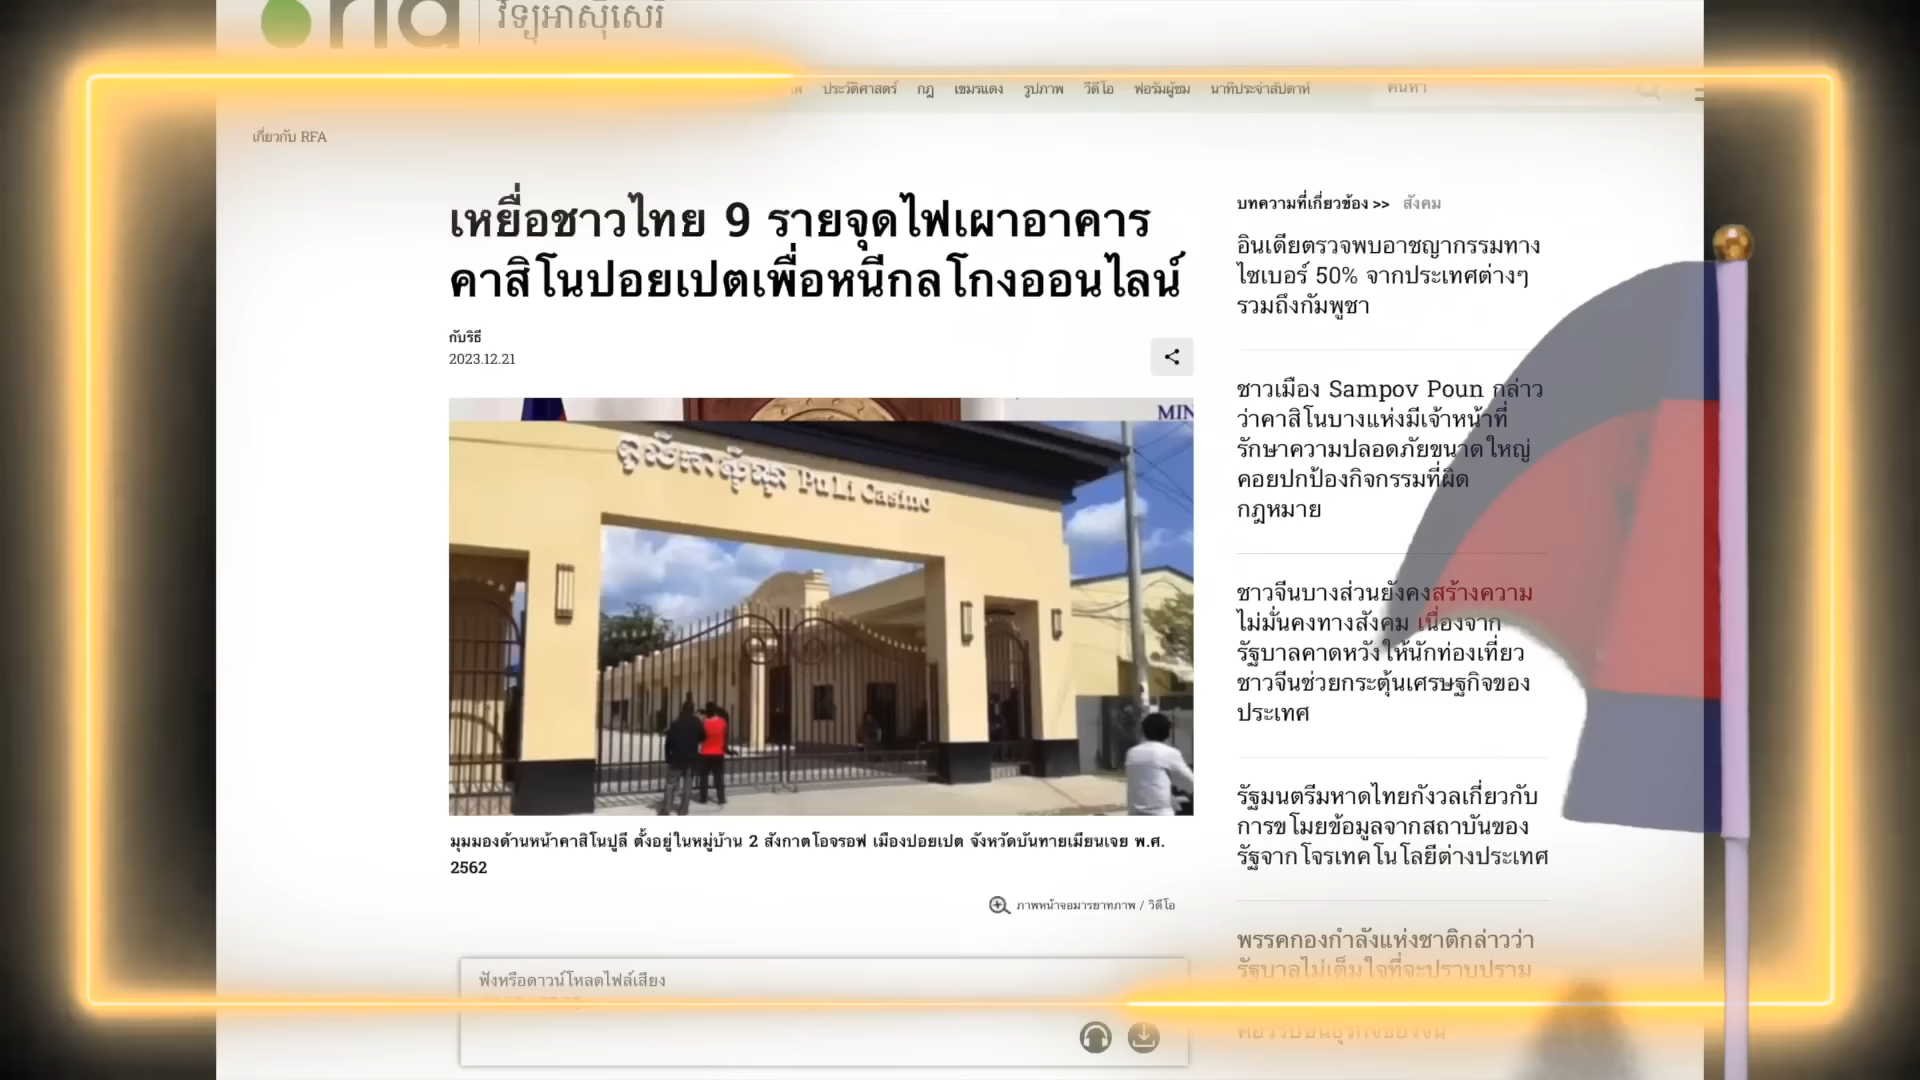 វិទ្យុអាស៊ីសេរី
ประวัติศาสตร์ กฎ เขมรแดง รูปภาพ วีดีโอ ฟอรัมผู้ชม นาทีประจำสัปดาห์ ค้นหา
เกี่ยวกับ RFA
เหยื่อชาวไทย 9 รายจุดไฟเผาอาคาร
คาสิโนปอยเปตเพื่อหนีกลโกงออนไลน์
กับริธี
2023.12.21
MIN
Pu Li Casino
มุมมองด้านหน้าคาสิโนปูลี ตั้งอยู่ในหมู่บ้าน 2 สังกาตโอจรอฟ เมืองปอยเปต จังหวัดบันทายเมียนเจย พ.ศ.
2562
ภาพหน้าจอมารยาทภาพ / วิดีโอ
ฟังหรือดาวน์โหลดไฟล์เสียง
บทความที่เกี่ยวข้อง >> สังคม
อินเดียตรวจพบอาชญากรรมทาง
ไซเบอร์ 50% จากประเทศต่างๆ
รวมถึงกัมพูชา
ชาวเมือง Sampov Poun กล่าว
ว่าคาสิโนบางแห่งมีเจ้าหน้าที่
รักษาความปลอดภัยขนาดใหญ่
คอยปกป้องกิจกรรมที่ผิด
กฎหมาย
ชาวจีนบางส่วนยังคงสร้างความ
ไม่มั่นคงทางสังคม เนื่องจาก
รัฐบาลคาดหวังให้นักท่องเที่ยว
ชาวจีนช่วยกระตุ้นเศรษฐกิจของ
ประเทศ
รัฐมนตรีมหาดไทยกังวลเกี่ยวกับ
การขโมยข้อมูลจากสถาบันของ
รัฐจากโจรเทคโนโลยีต่างประเทศ
พรรคกองกำลังแห่งชาติกล่าวว่า
รัฐบาลไม่เต็มใจที่จะปราบปราม